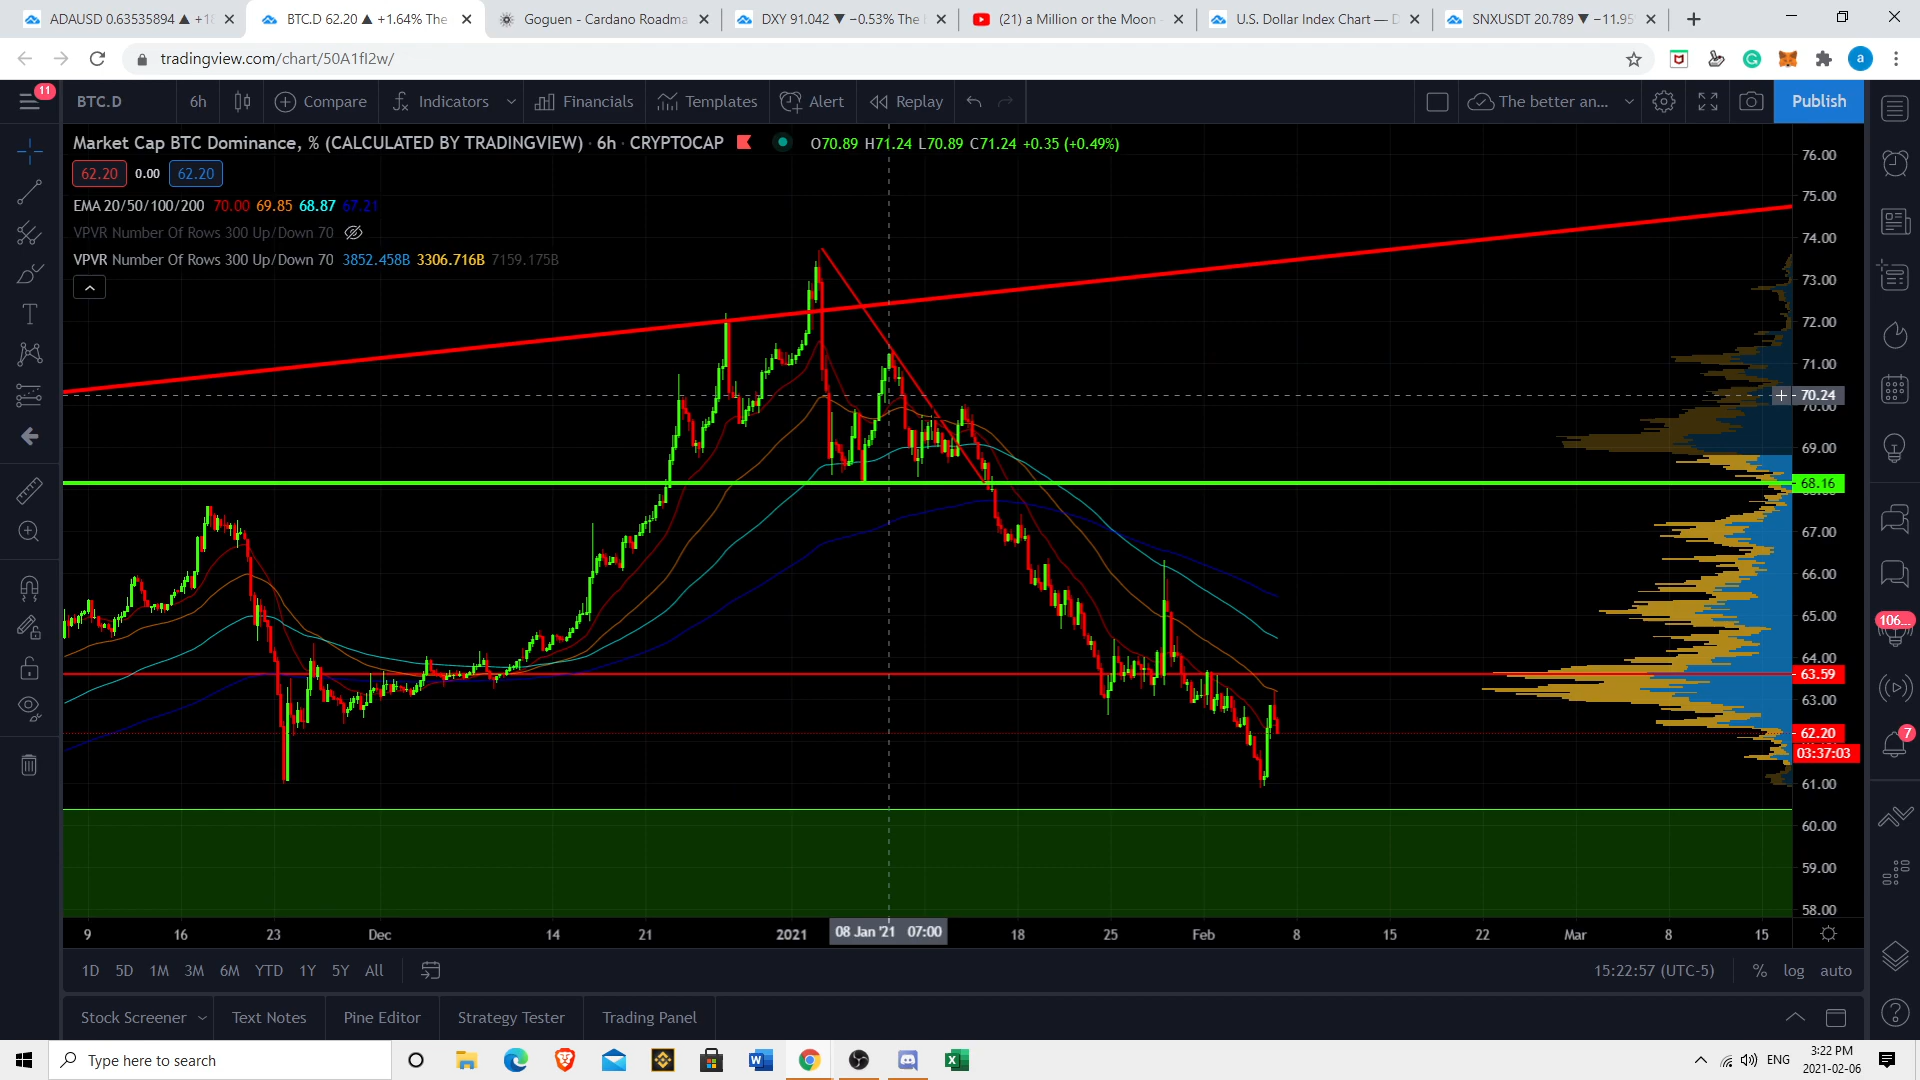 ADAUSD 0.63535894 ▲ +18
BTC.D 62.20 ▲ +1.64% The
Goguen - Cardano Roadma
DXY 91.042 ▼ −0.53% The
(21) a Million or the Moon
U.S. Dollar Index Chart —
SNXUSDT 20.789 ▼ −11.95
tradingview.com/chart/50A1fI2w/
a
11
BTC.D
6h
Compare
Indicators
Financials
Templates
Alert
Replay
The better an...
Publish
Market Cap BTC Dominance, % (CALCULATED BY TRADINGVIEW) · 6h · CRYPTOCAP
O70.89 H71.24 L70.89 C71.24 +0.35 (+0.49%)
62.20 0.00 62.20
EMA 20/50/100/200 70.00 69.85 68.87 67.21
VPVR Number Of Rows 300 Up/Down 70
VPVR Number Of Rows 300 Up/Down 70 3852.458B 3306.716B 7159.175B
76.00
75.00
74.00
73.00
72.00
71.00
70.24
70.00
69.00
68.16
67.00
66.00
65.00
64.00
63.59
63.00
62.20
03:37:03
61.00
60.00
59.00
58.00
106...
7
9 16 23 Dec 14 21 2021 08 Jan '21 07:00 18 25 Feb 8 15 22 Mar 8 15
1D 5D 1M 3M 6M YTD 1Y 5Y All
15:22:57 (UTC-5) % log auto
Stock Screener
Text Notes
Pine Editor
Strategy Tester
Trading Panel
Type here to search
ENG
3:22 PM
2021-02-06